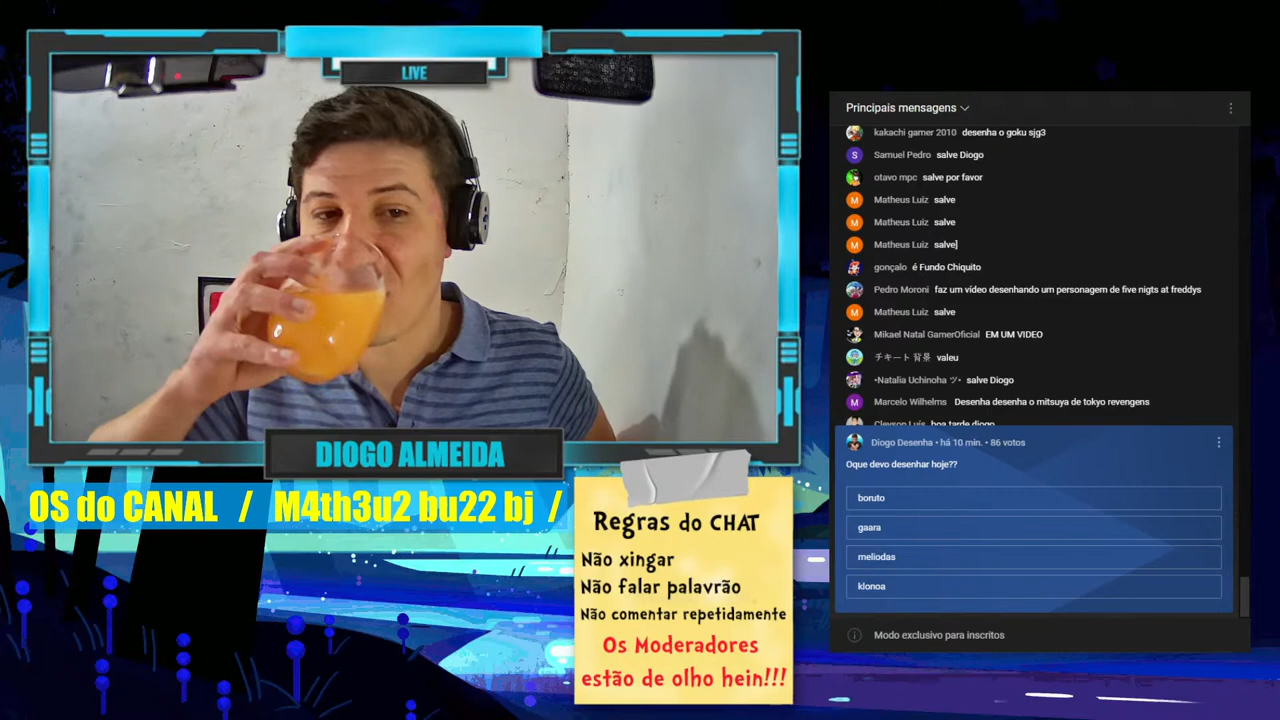 LIVE
DIOGO ALMEIDA
OS do CANAL / M4th3u2 bu22 bj /
Regras do CHAT
Não xingar
Não falar palavrão
Não comentar repetidamente
Os Moderadores
estão de olho hein!!!
Principais mensagens
kakachi gamer 2010 desenha o goku sjg3
S Samuel Pedro salve Diogo
otavo mpc salve por favor
M Matheus Luiz salve
M Matheus Luiz salve
M Matheus Luiz salve]
gonçalo é Fundo Chiquito
Pedro Moroni faz um vídeo desenhando um personagem de five nigts at freddys
M Matheus Luiz salve
Mikael Natal GamerOficial EM UM VIDEO
チキート 背景 valeu
•Natalia Uchinoha ツ• salve Diogo
M Marcelo Wilhelms Desenha desenha o mitsuya de tokyo revengens
Cleyson Luís boa tarde diogo
Diogo Desenha • há 10 min. • 86 votos
Oque devo desenhar hoje??
boruto
gaara
meliodas
klonoa
Modo exclusivo para inscritos